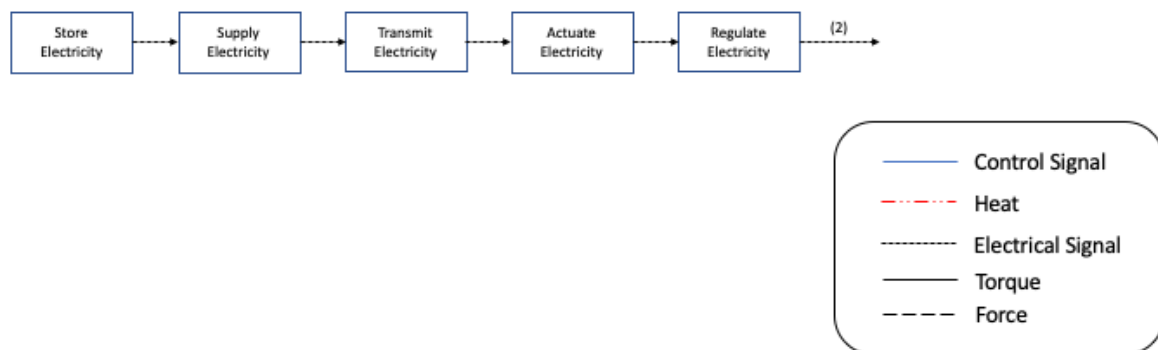 Store
Electricity
Supply
Electricity
Transmit
Electricity
Actuate
Electricity
Regulate
Electricity
(2)
Control Signal
Heat
Electrical Signal
Torque
Force